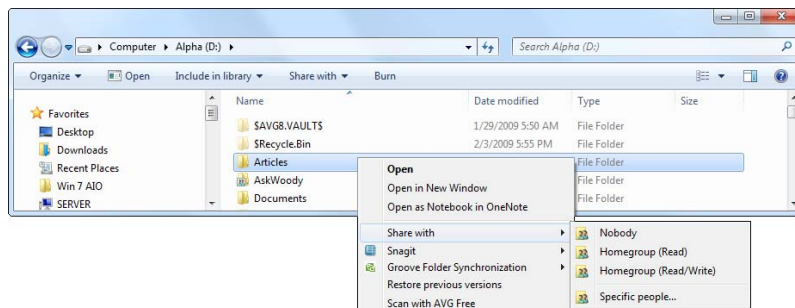 Computer ▸ Alpha (D:) ▸
Search Alpha (D:)
Organize Open Include in library Share with Burn
Name Date modified Type Size
Favorites
Desktop
Downloads
Recent Places
Win 7 AIO
SERVER
$AVG8.VAULT$ 1/29/2009 5:50 AM File Folder
$Recycle.Bin 2/3/2009 5:55 PM File Folder
Articles File Folder
AskWoody File Folder
Documents File Folder
Open
Open in New Window
Open as Notebook in OneNote
Share with
Snagit
Groove Folder Synchronization
Restore previous versions
Scan with AVG Free
Nobody
Homegroup (Read)
Homegroup (Read/Write)
Specific people...